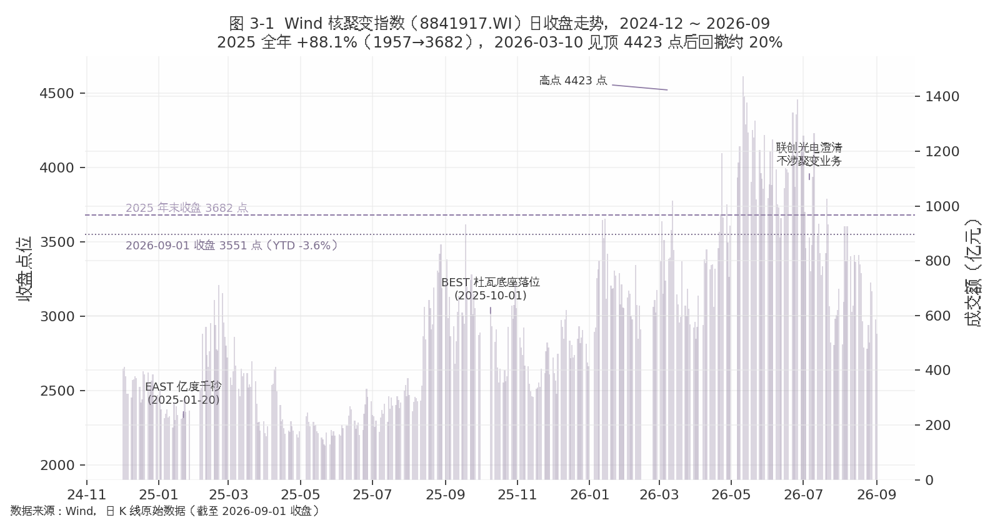 图 3-1 Wind 核聚变指数（8841917.WI）日收盘走势，2024-12 ~ 2026-09
2025 全年 +88.1%（1957→3682），2026-03-10 见顶 4423 点后回撤约 20%
高点 4423 点
联创光电澄清
不涉聚变业务
2025 年末收盘 3682 点
2026-09-01 收盘 3551 点（YTD -3.6%）
BEST 杜瓦底座落位
(2025-10-01)
EAST 亿度千秒
(2025-01-20)
收盘点位
4500
4000
3500
3000
2500
2000
成交额（亿元）
1400
1200
1000
800
600
400
200
0
24-11 25-01 25-03 25-05 25-07 25-09 25-11 26-01 26-03 26-05 26-07 26-09
数据来源：Wind，日 K 线原始数据（截至 2026-09-01 收盘）